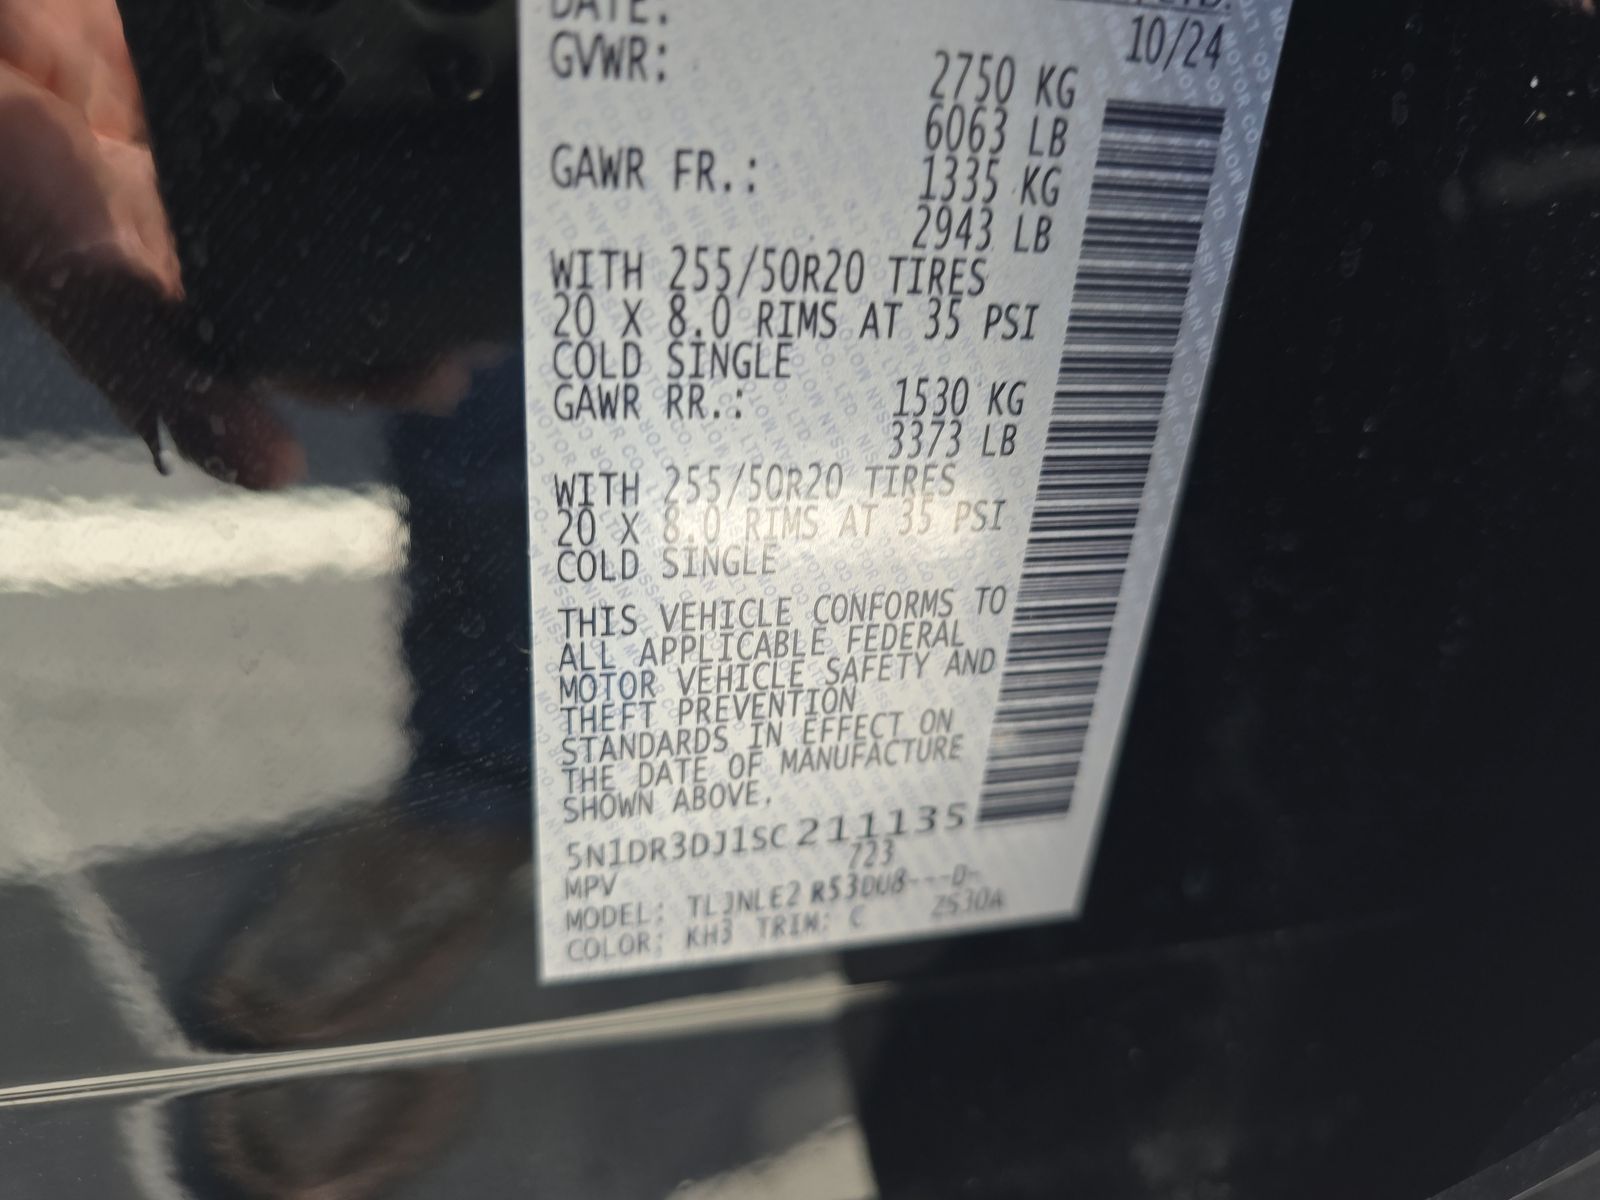 DATE:
10/24
GVWR: 2750 KG
6063 LB
GAWR FR.: 1335 KG
2943 LB
WITH 255/50R20 TIRES
20 X 8.0 RIMS AT 35 PSI
COLD SINGLE
GAWR RR.: 1530 KG
3373 LB
WITH 255/50R20 TIRES
20 X 8.0 RIMS AT 35 PSI
COLD SINGLE
THIS VEHICLE CONFORMS TO
ALL APPLICABLE FEDERAL
MOTOR VEHICLE SAFETY AND
THEFT PREVENTION
STANDARDS IN EFFECT ON
THE DATE OF MANUFACTURE
SHOWN ABOVE.
5N1DR3DJ1SC211135
MPV 723
MODEL: TLJNLE2 R53DU8---D-
COLOR: KH3 TRIM: C ZS30A